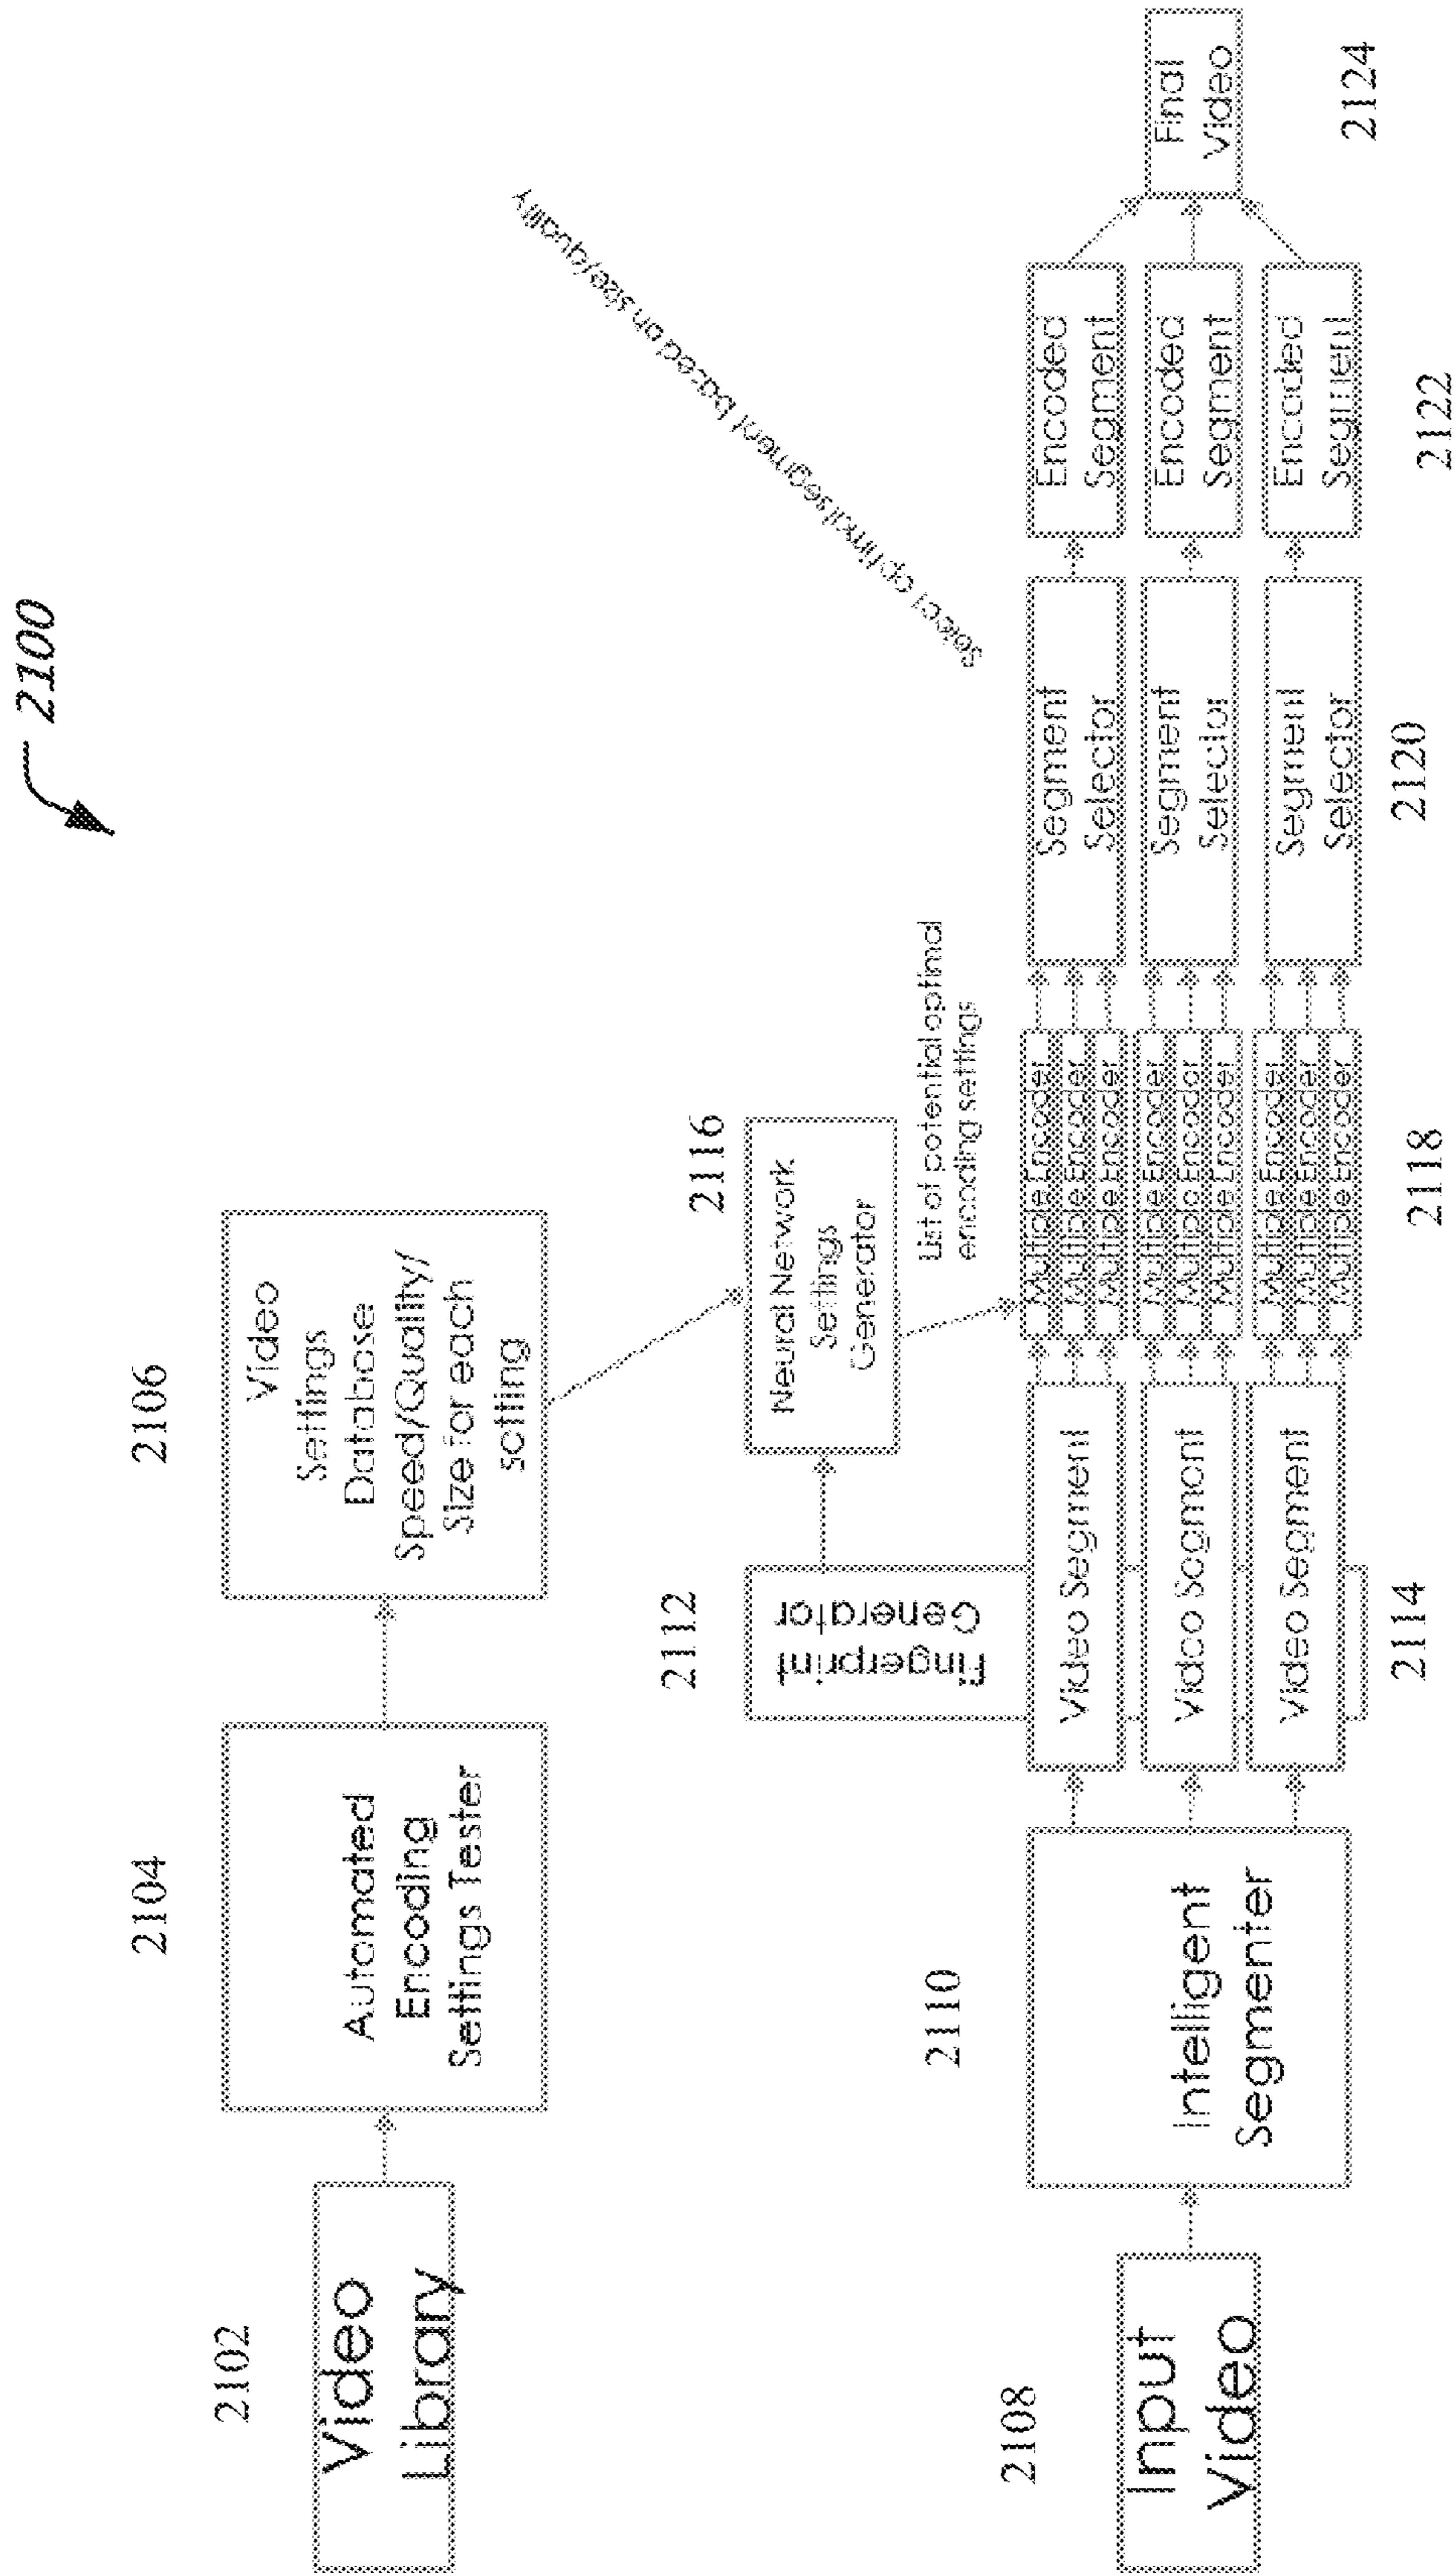 2100
2102
Video
Library
2104
Automated
Encoding
Settings Tester
2106
Video
Settings
Database
Speed/Quality/
Size for each
setting
2108
Input
Video
2110
Intelligent
Segmenter
2112
Fingerprint
Generator
2114
Video Segment
Video Segment
Video Segment
2116
Neural Network
Settings
Generator
List of potential optimal
encoding settings
2118
Multiple Encoder
Multiple Encoder
Multiple Encoder
Multiple Encoder
Multiple Encoder
Multiple Encoder
Multiple Encoder
Multiple Encoder
Multiple Encoder
2120
Segment
Selector
Segment
Selector
Segment
Selector
Select optimal segment based on size/quality
2122
Encoded
Segment
Encoded
Segment
Encoded
Segment
2124
Final
Video